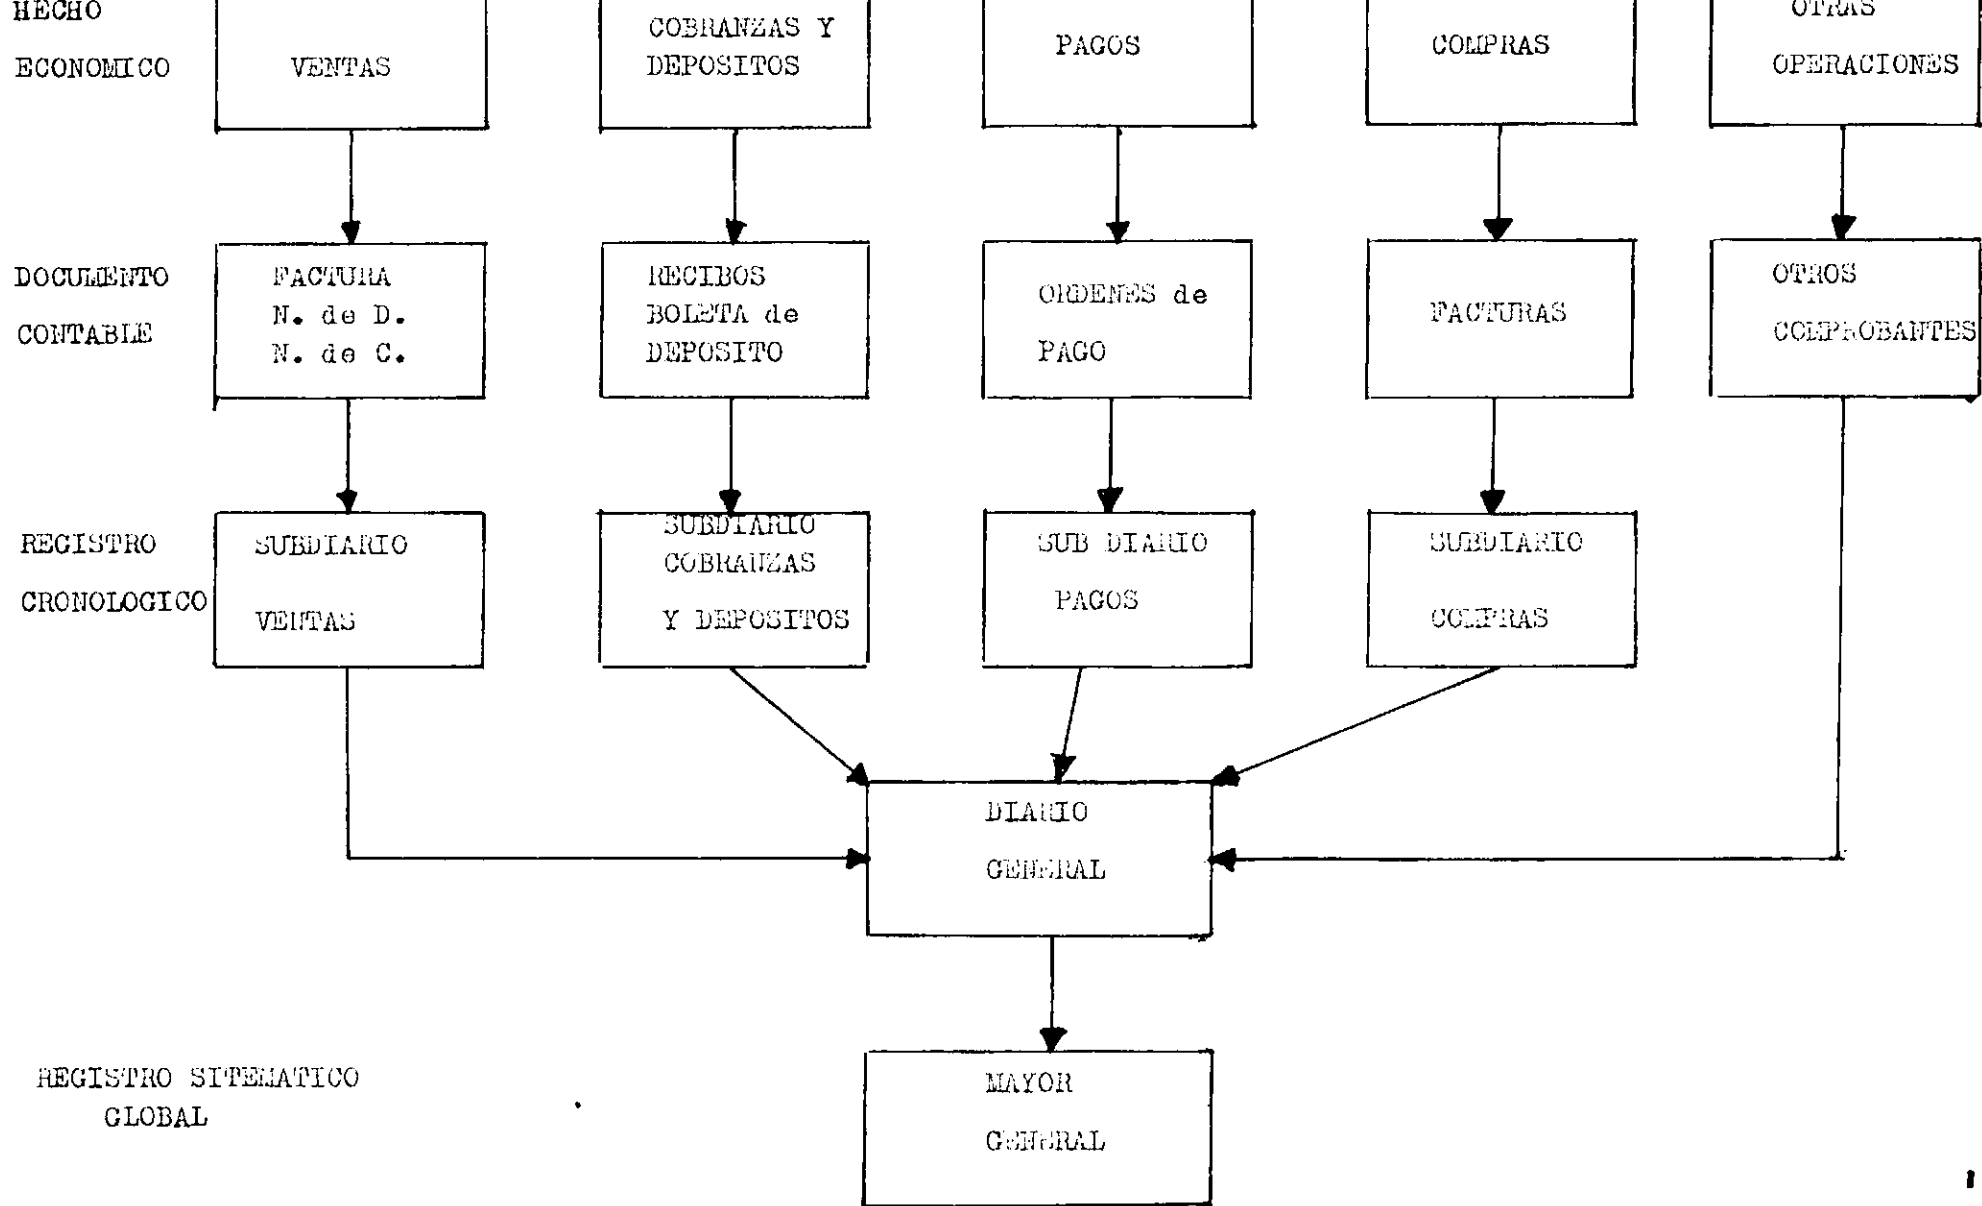 HECHO
ECONOMICO
VENTAS
COBRANZAS Y
DEPOSITOS
PAGOS
COMPRAS
OTRAS
OPERACIONES
DOCUMENTO
CONTABLE
FACTURA
N. de D.
N. de C.
RECIBOS
BOLETA de
DEPOSITO
ORDENES de
PAGO
FACTURAS
OTROS
COMPROBANTES
REGISTRO
CRONOLOGICO
SUBDIARIO
VENTAS
SUBDIARIO
COBRANZAS
Y DEPOSITOS
SUB DIARIO
PAGOS
SUBDIARIO
COMPRAS
DIARIO
GENERAL
REGISTRO SITEMATICO
GLOBAL
MAYOR
GENERAL